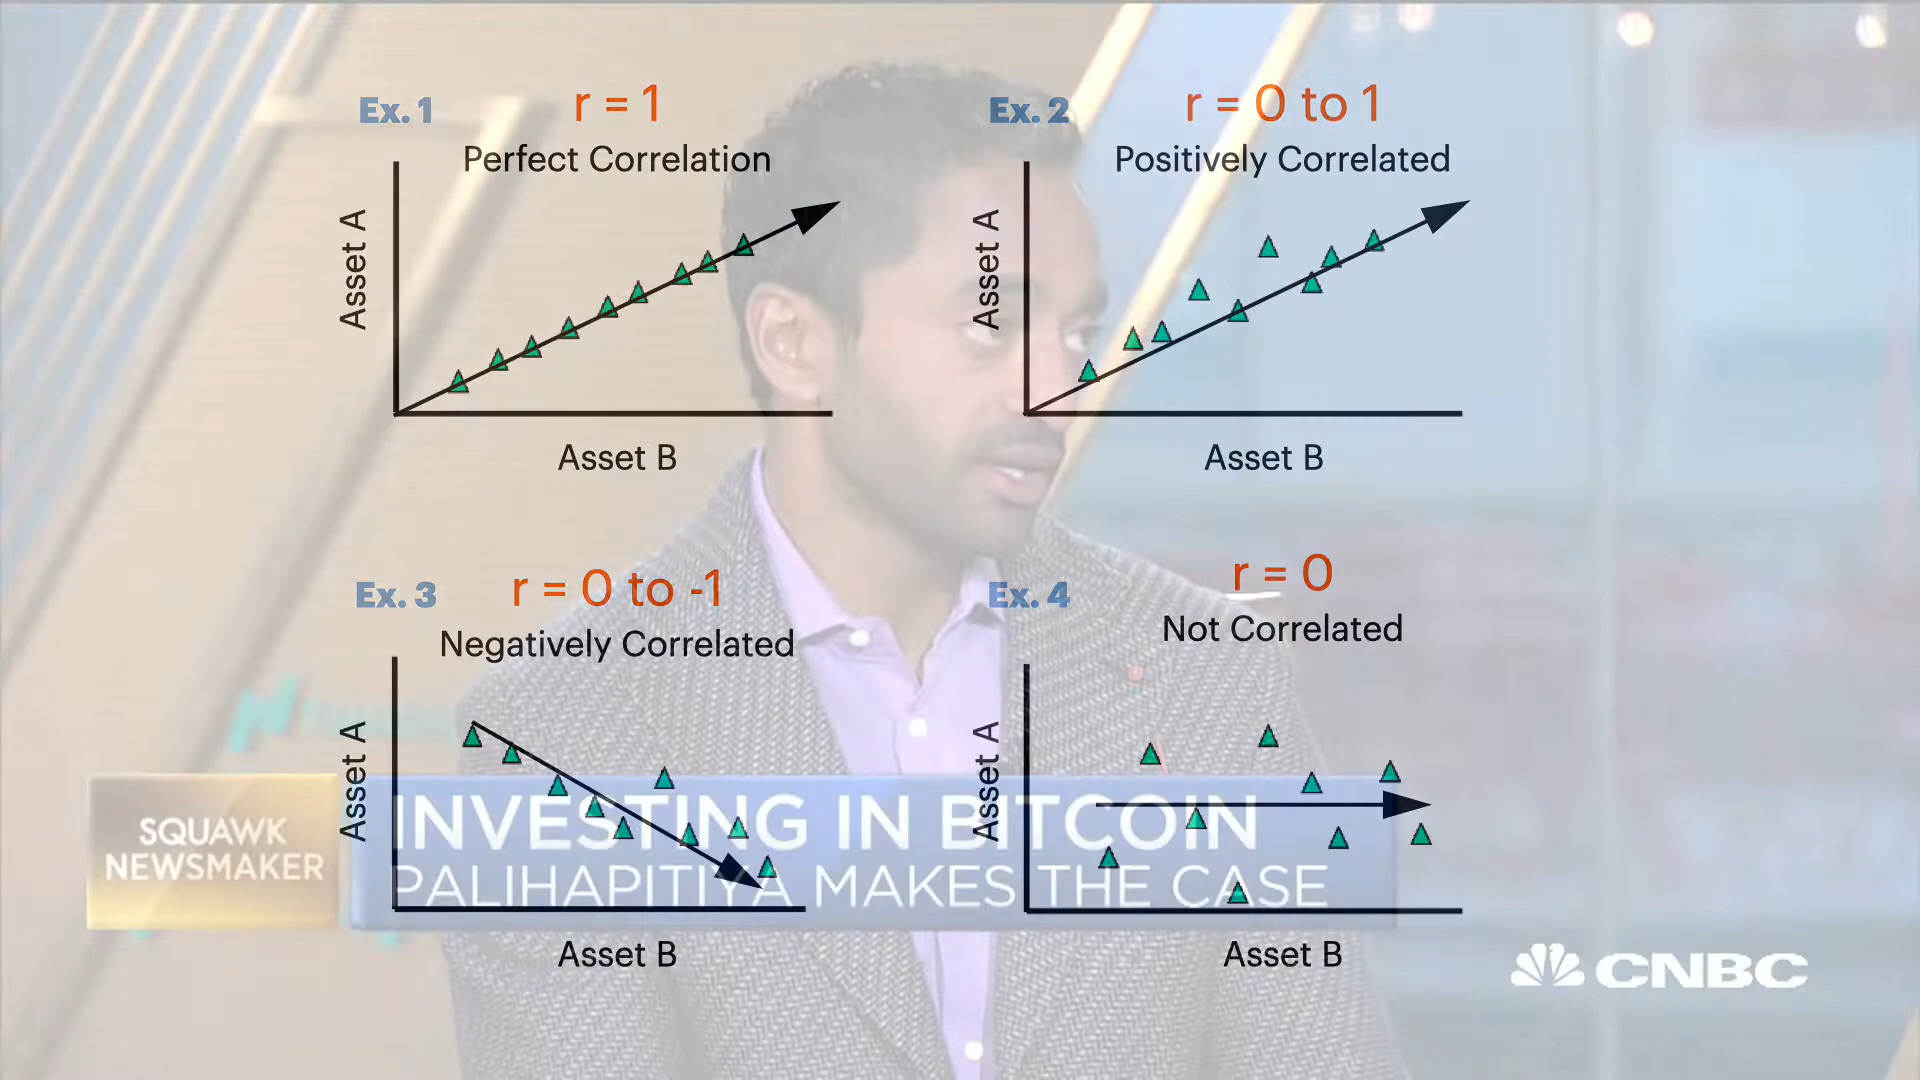 Ex. 1
r = 1
Perfect Correlation
Asset A
Asset B
Ex. 2
r = 0 to 1
Positively Correlated
Asset A
Asset B
Ex. 3
r = 0 to -1
Negatively Correlated
Asset A
Asset B
Ex. 4
r = 0
Not Correlated
Asset A
Asset B
SQUAWK
NEWSMAKER
INVESTING IN BITCOIN
PALIHAPITIYA MAKES THE CASE
CNBC